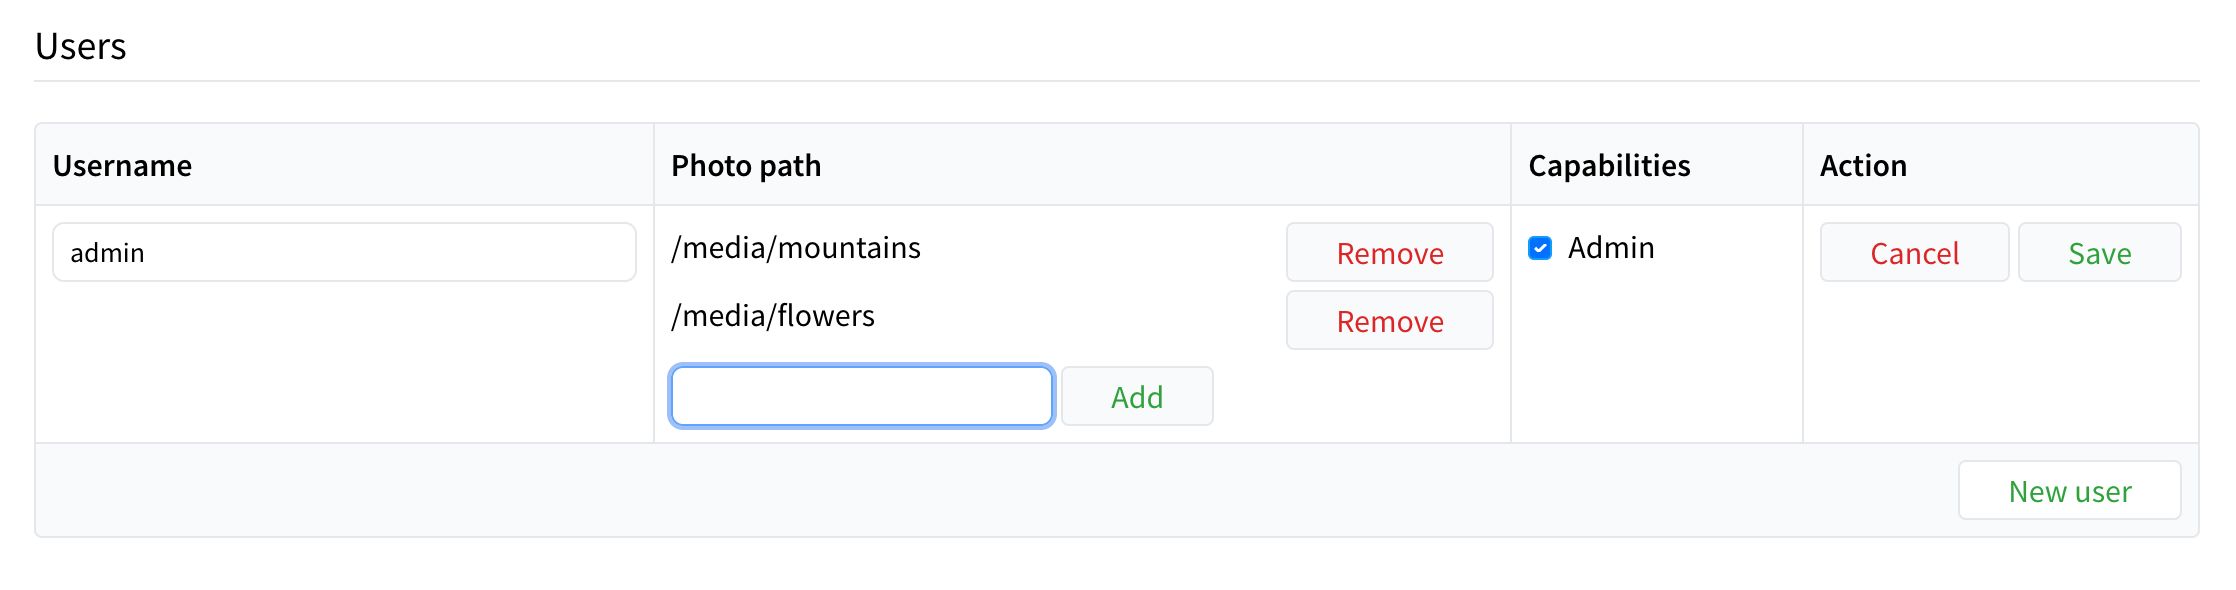 Users
Username Photo path Capabilities Action
admin /media/mountains Remove Admin Cancel Save
/media/flowers Remove
Add
New user